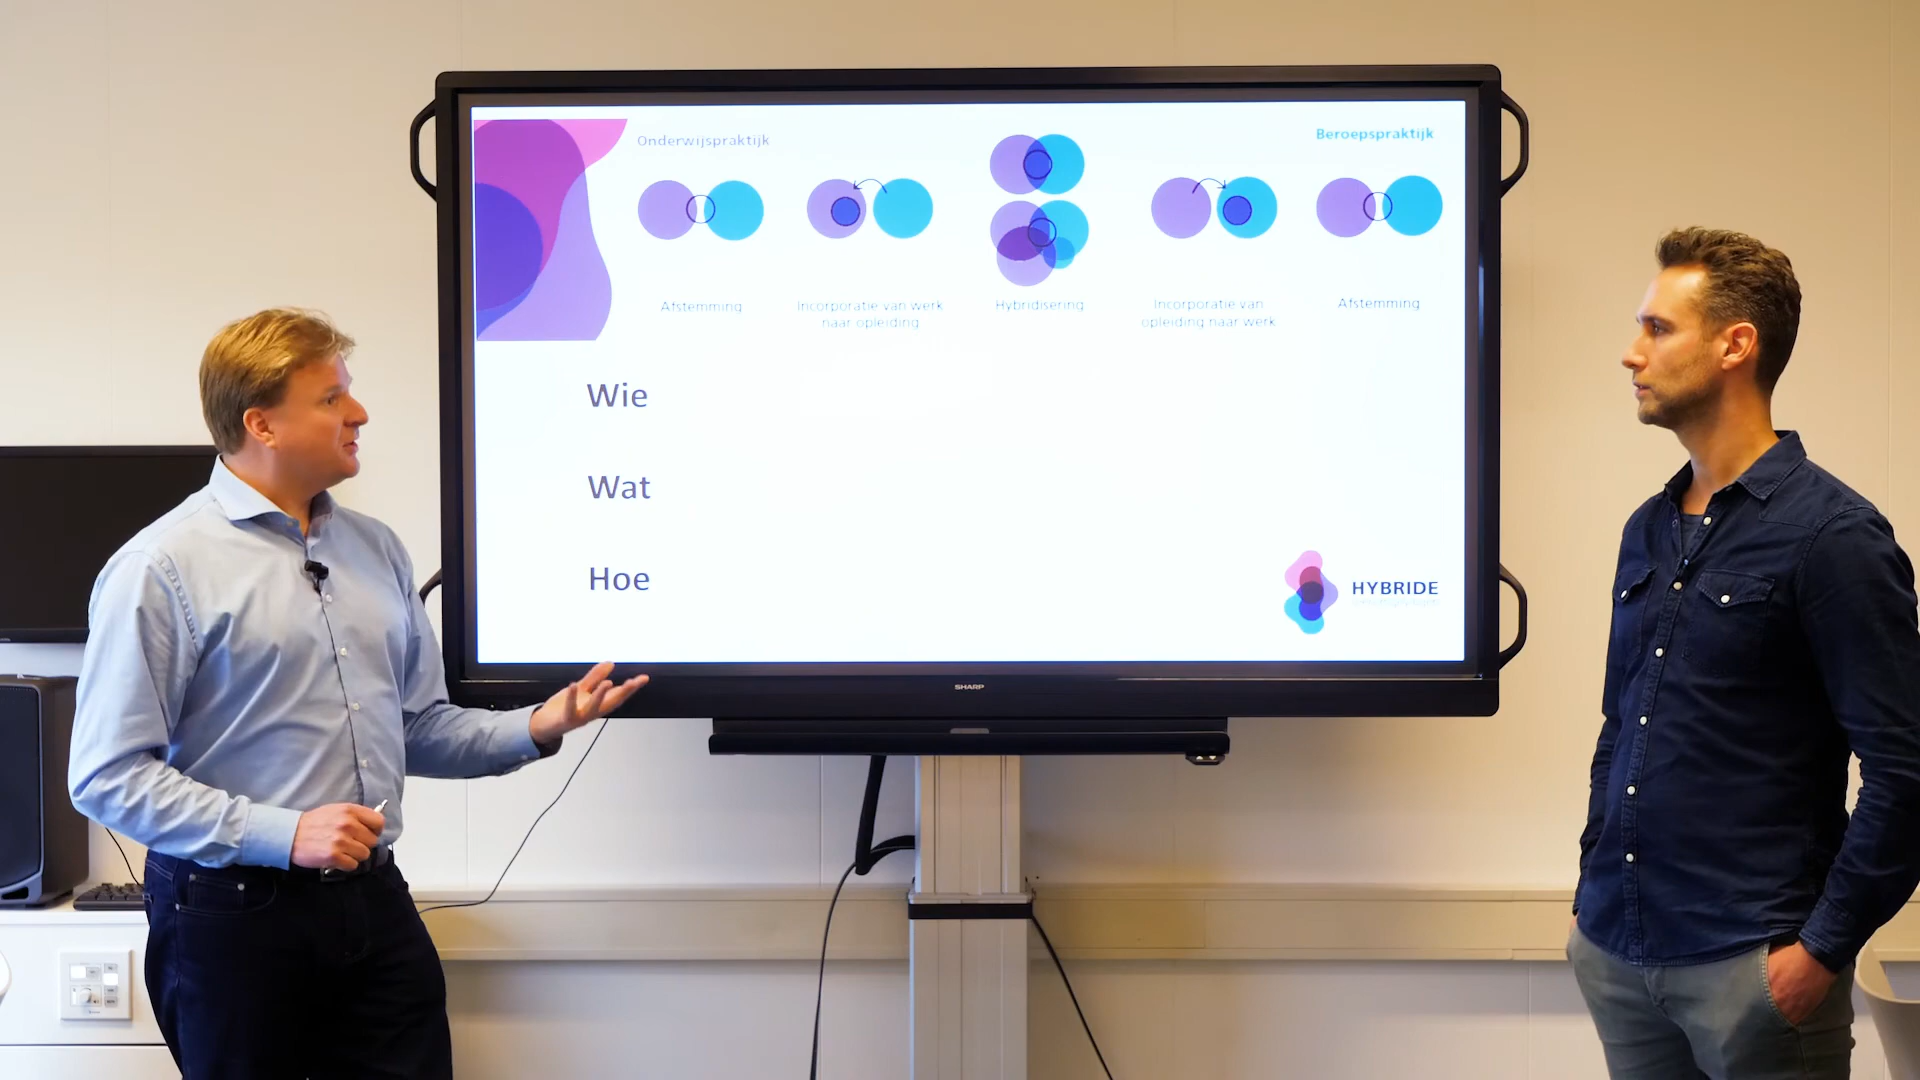 Onderwijspraktijk
Beroepspraktijk
Afstemming
Incorporatie van werk
naar opleiding
Hybridisering
Incorporatie van
opleiding naar werk
Afstemming
Wie
Wat
Hoe
HYBRIDE
SHARP